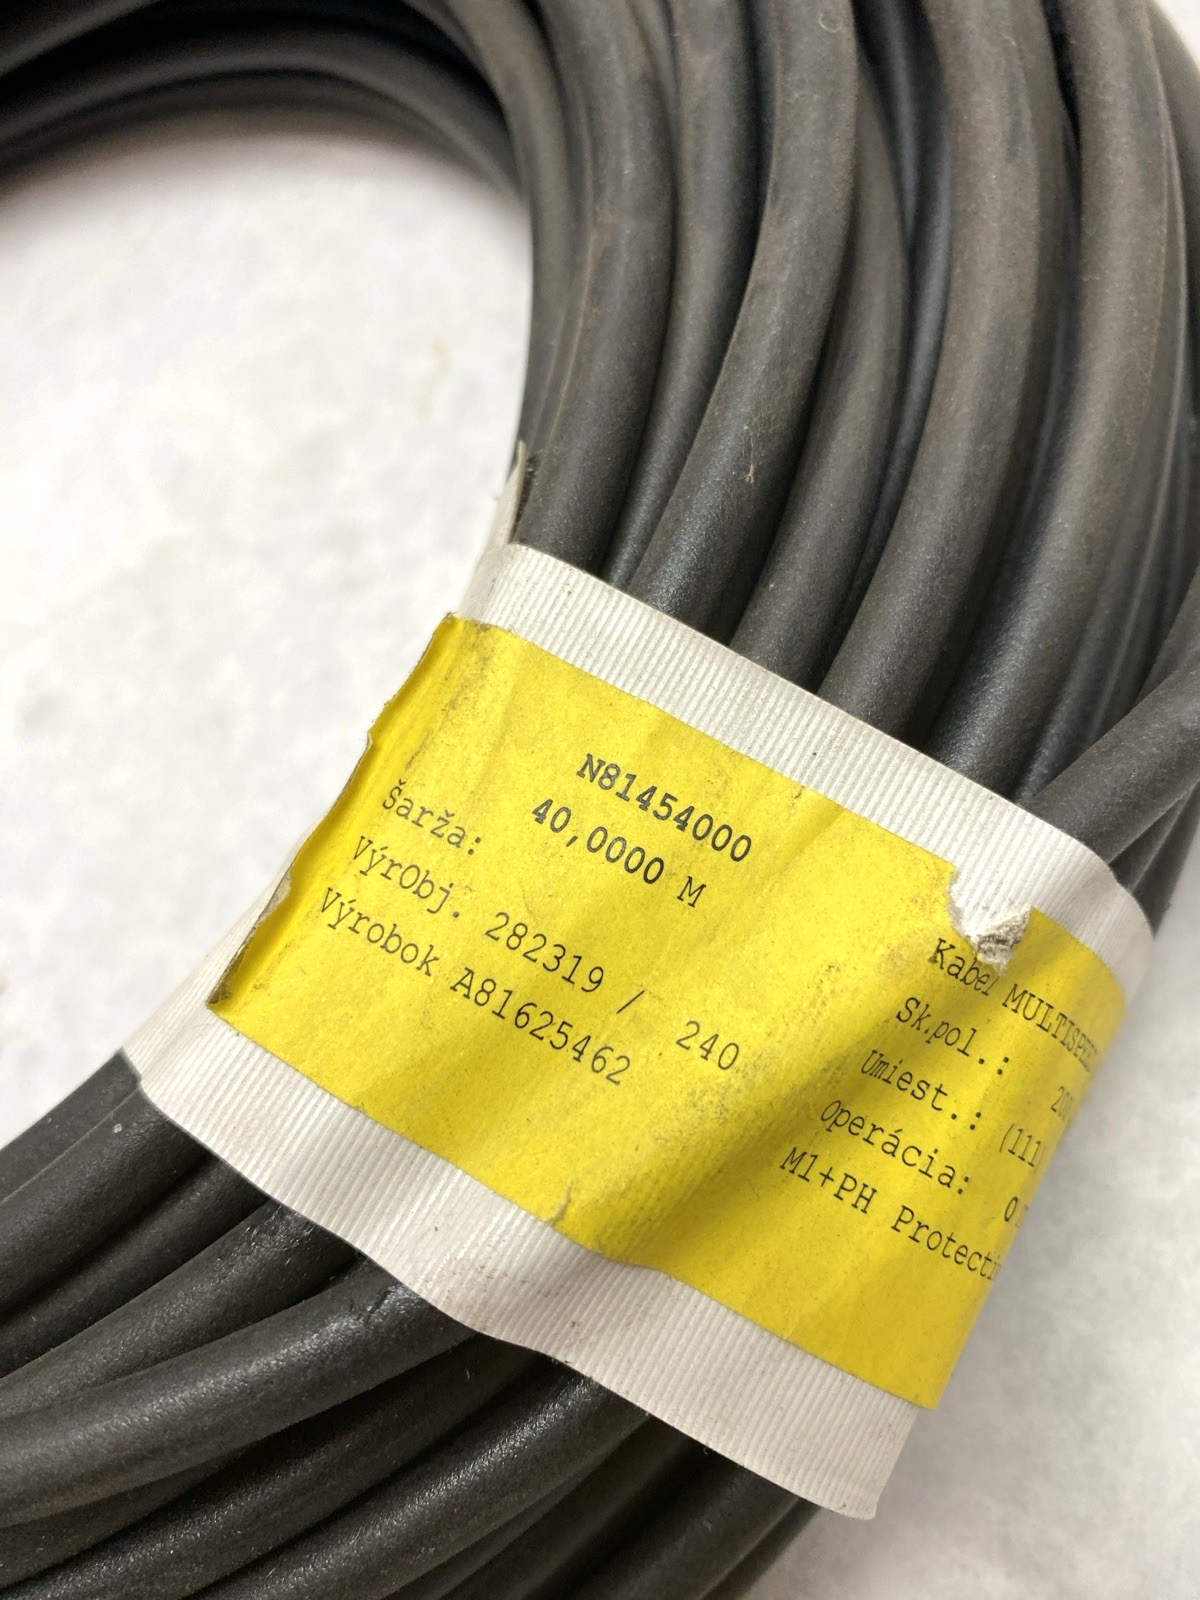 N81454000
40,0000 M
Šarža:
VýrObj. 282319 / 240
Výrobok A81625462
Kabel
Sk.pol.:
Umiest.:
Operácia:
M1+PH